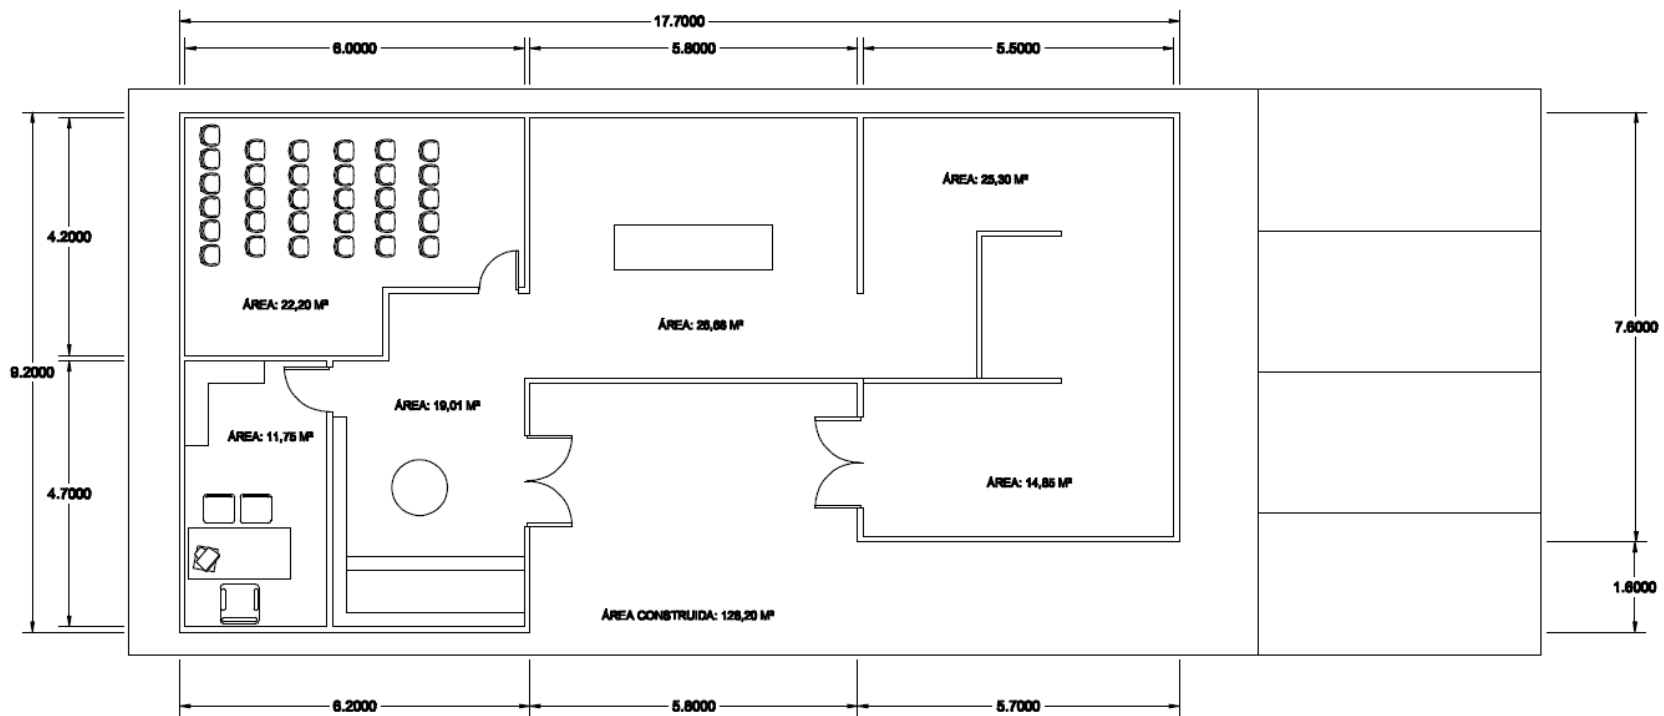 17.7000
6.0000
5.8000
5.5000
ÁREA: 25,30 M²
4.2000
ÁREA: 22,20 M²
ÁREA: 26,68 M²
7.6000
9.2000
ÁREA: 19,01 M²
ÁREA: 11,75 M²
ÁREA: 14,85 M²
4.7000
1.6000
ÁREA CONSTRUIDA: 128,20 M²
6.2000
5.8000
5.7000